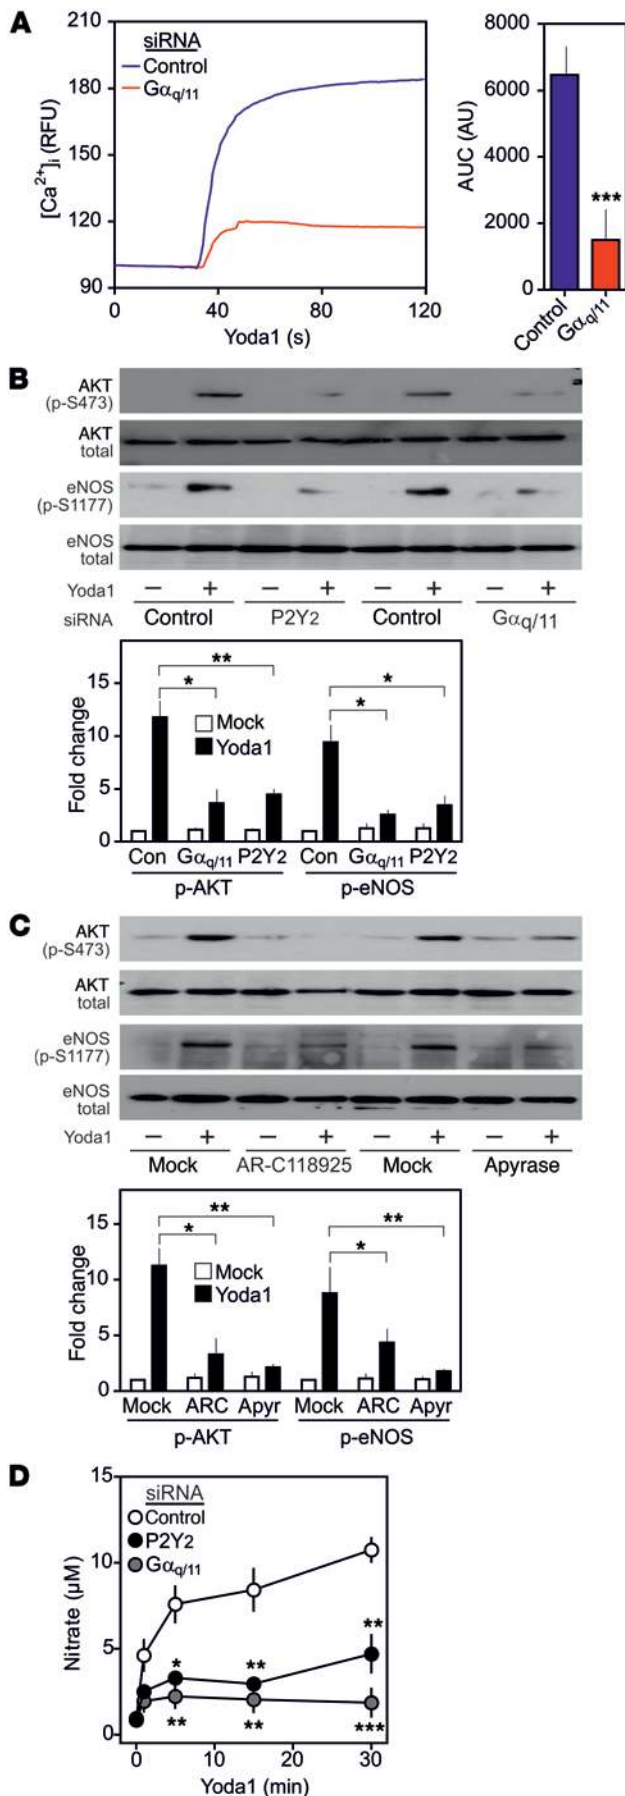 A
siRNA
Control
Gαq/11
[Ca2+]i (RFU)
210
180
150
120
90
0 40 80 120
Yoda1 (s)
AUC (AU)
8000
6000
4000
2000
0
***
Control
Gαq/11
B
AKT
(p-S473)
AKT
total
eNOS
(p-S1177)
eNOS
total
Yoda1 − + − + − + − +
siRNA Control P2Y2 Control Gαq/11
Fold change
15
10
5
0
** *
* *
Mock
Yoda1
Con Gαq/11 P2Y2 Con Gαq/11 P2Y2
p-AKT p-eNOS
C
AKT
(p-S473)
AKT
total
eNOS
(p-S1177)
eNOS
total
Yoda1 − + − + − + − +
Mock AR-C118925 Mock Apyrase
Fold change
15
10
5
0
** **
* *
Mock
Yoda1
Mock ARC Apyr Mock ARC Apyr
p-AKT p-eNOS
D
siRNA
Control
P2Y2
Gαq/11
Nitrate (μM)
15
10
5
0
* ** **
** ** ***
0 10 20 30
Yoda1 (min)